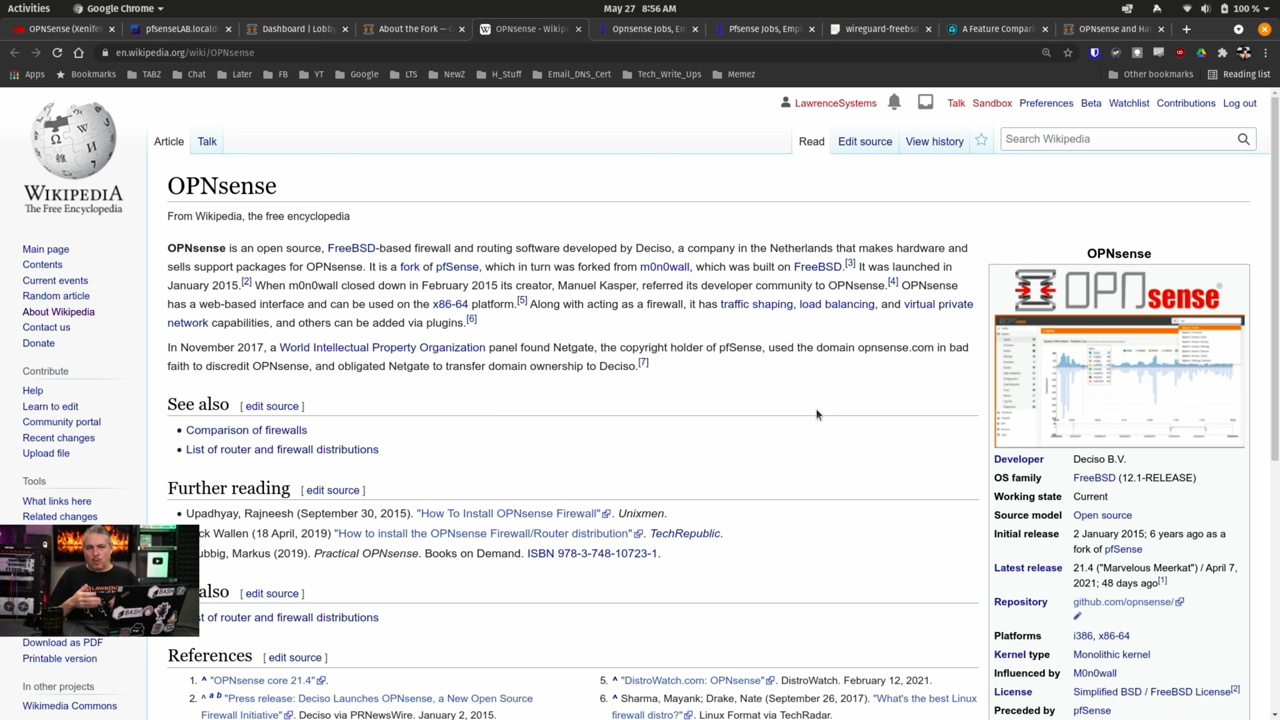 Activities
Google Chrome
May 27 8:56 AM
100 %
OPNSense (Xenife
pfsenseLAB.locald
Dashboard | Lobby
About the Fork —
OPNsense - Wikip
Opnsense Jobs, Em
Pfsense Jobs, Empl
wireguard-freebsd
A Feature Compari
OPNsense and Ha
en.wikipedia.org/wiki/OPNsense
Apps
Bookmarks
TABZ
Chat
Later
FB
YT
Google
LTS
NewZ
H_Stuff
Email_DNS_Cert
Tech_Write_Ups
Memez
Other bookmarks
Reading list
LawrenceSystems
Talk
Sandbox
Preferences
Beta
Watchlist
Contributions
Log out
Article
Talk
Read
Edit source
View history
Search Wikipedia
WIKIPEDIA
The Free Encyclopedia
Main page
Contents
Current events
Random article
About Wikipedia
Contact us
Donate
Contribute
Help
Learn to edit
Community portal
Recent changes
Upload file
Tools
What links here
Related changes
Download as PDF
Printable version
In other projects
Wikimedia Commons
OPNsense
From Wikipedia, the free encyclopedia
OPNsense is an open source, FreeBSD-based firewall and routing software developed by Deciso, a company in the Netherlands that makes hardware and
sells support packages for OPNsense. It is a fork of pfSense, which in turn was forked from m0n0wall, which was built on FreeBSD.[3] It was launched in
January 2015.[2] When m0n0wall closed down in February 2015 its creator, Manuel Kasper, referred its developer community to OPNsense.[4] OPNsense
has a web-based interface and can be used on the x86-64 platform.[5] Along with acting as a firewall, it has traffic shaping, load balancing, and virtual private
network capabilities, and others can be added via plugins.[6]
In November 2017, a World Intellectual Property Organization panel found Netgate, the copyright holder of pfSense, used the domain opnsense.com in bad
faith to discredit OPNsense, and obligated Netgate to transfer domain ownership to Deciso.[7]
See also [ edit source ]
• Comparison of firewalls
• List of router and firewall distributions
Further reading [ edit source ]
• Upadhyay, Rajneesh (September 30, 2015). "How To Install OPNsense Firewall". Unixmen.
ck Wallen (18 April, 2019) "How to install the OPNsense Firewall/Router distribution". TechRepublic.
ubbig, Markus (2019). Practical OPNsense. Books on Demand. ISBN 978-3-748-10723-1.
also [ edit source ]
st of router and firewall distributions
References [ edit source ]
1. ^ "OPNsense core 21.4".
2. ^ a b "Press release: Deciso Launches OPNsense, a New Open Source
Firewall Initiative". Deciso via PRNewsWire. January 2, 2015.
5. ^ "DistroWatch.com: OPNsense". DistroWatch. February 12, 2021.
6. ^ Sharma, Mayank; Drake, Nate (September 26, 2017). "What's the best Linux
firewall distro?". Linux Format via TechRadar.
OPNsense
OPNsense
Developer Deciso B.V.
OS family FreeBSD (12.1-RELEASE)
Working state Current
Source model Open source
Initial release 2 January 2015; 6 years ago as a
fork of pfSense
Latest release 21.4 ("Marvelous Meerkat") / April 7,
2021; 48 days ago[1]
Repository github.com/opnsense/
Platforms i386, x86-64
Kernel type Monolithic kernel
Influenced by M0n0wall
License Simplified BSD / FreeBSD License[2]
Preceded by pfSense